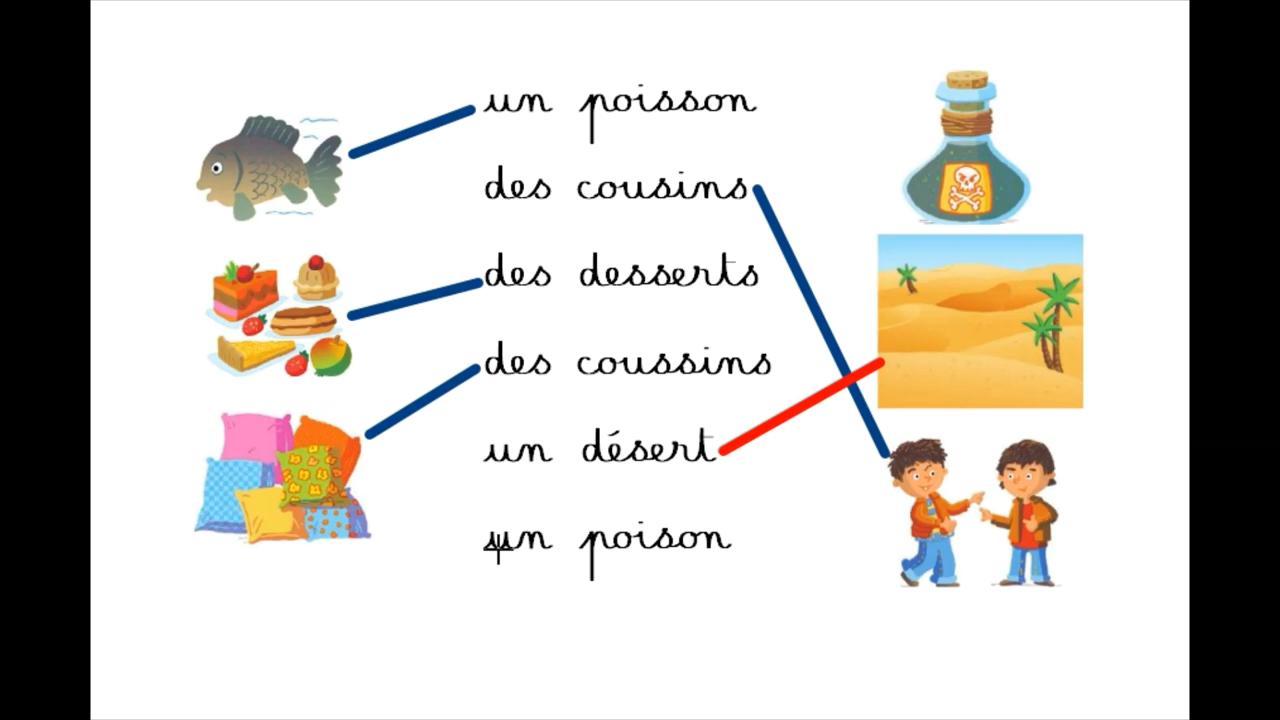 un poisson
des cousins
des desserts
des coussins
un désert
un poison